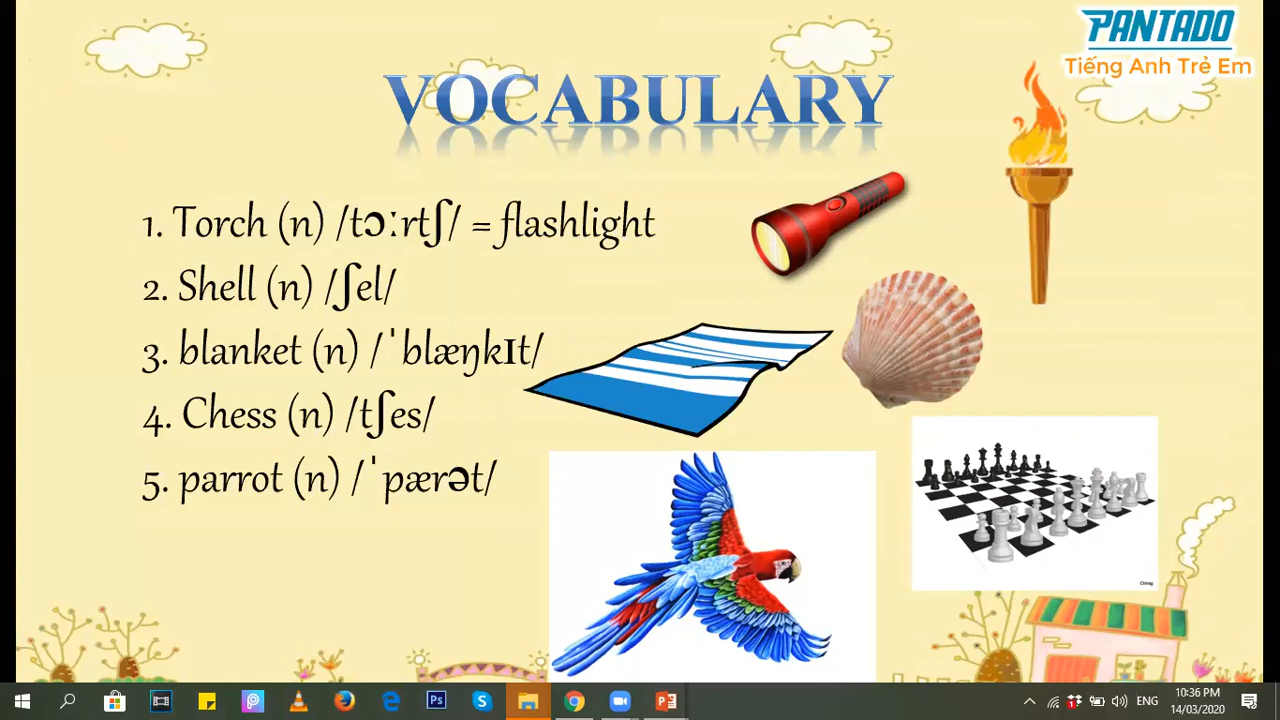 PANTADO
Tiếng Anh Trẻ Em
VOCABULARY
1. Torch (n) /tɔːrtʃ/ = flashlight
2. Shell (n) /ʃel/
3. blanket (n) /ˈblæŋkɪt/
4. Chess (n) /tʃes/
5. parrot (n) /ˈpærət/
ENG
10:36 PM
14/03/2020